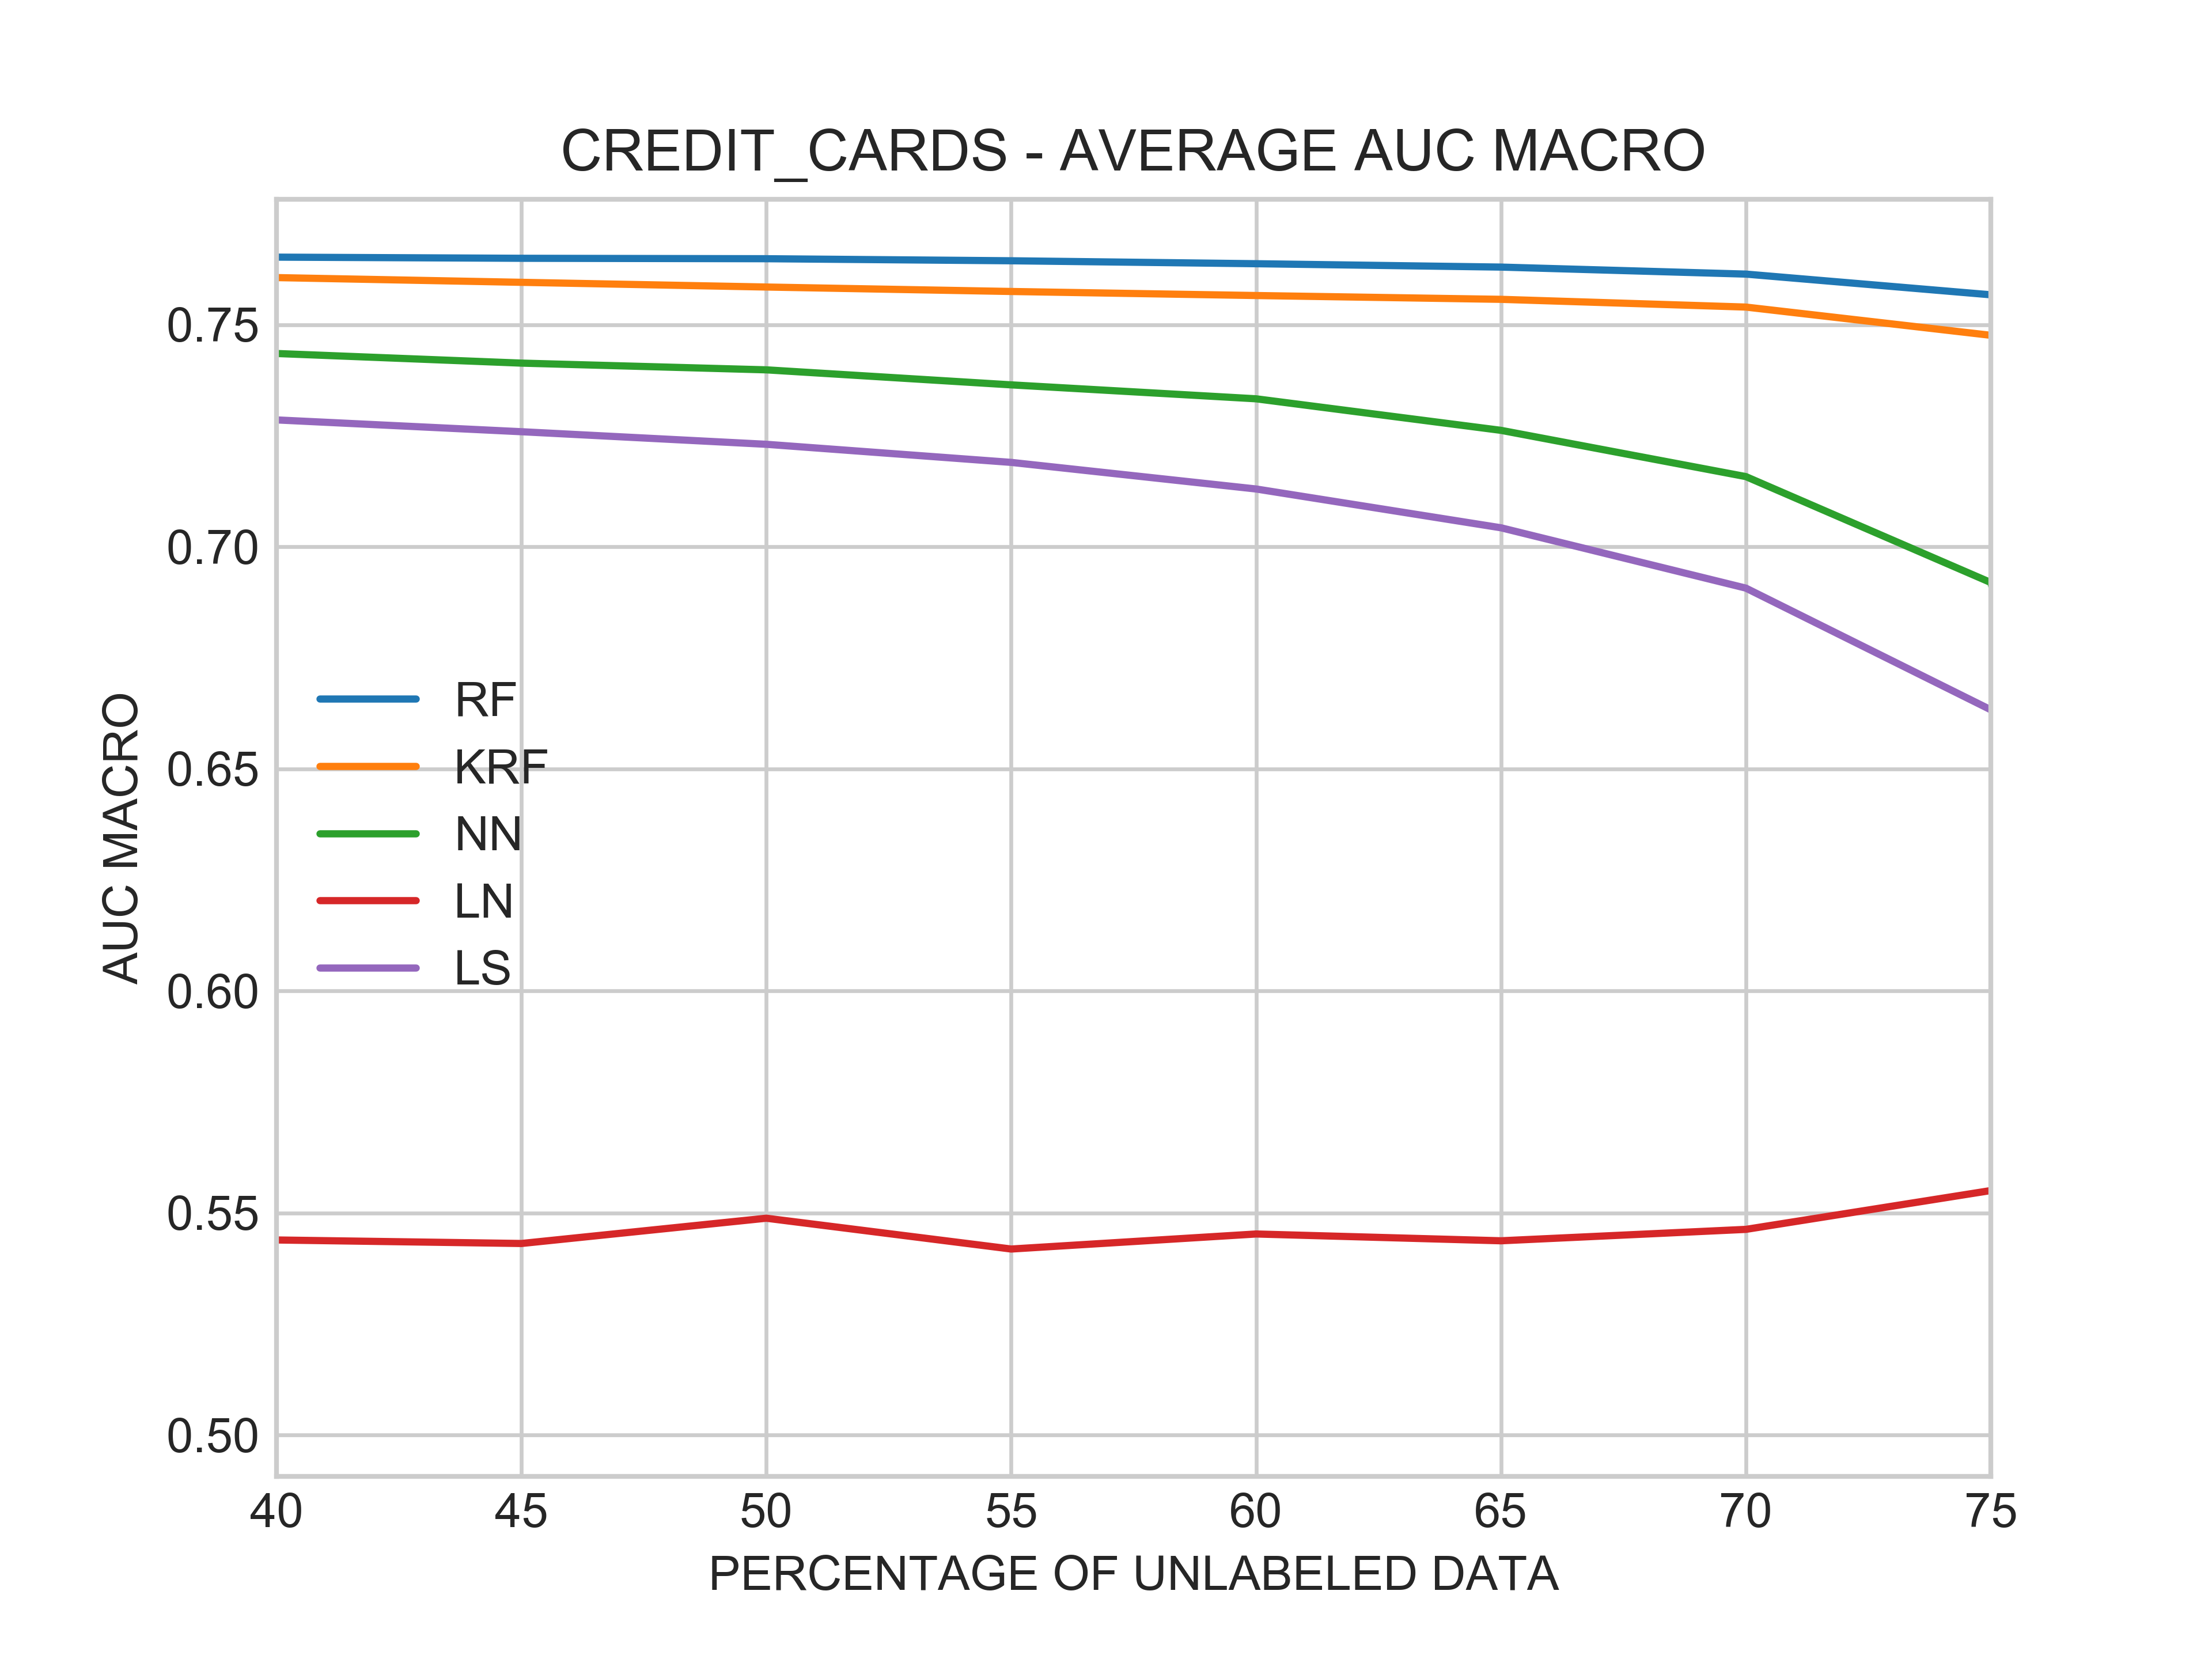 CREDIT_CARDS - AVERAGE AUC MACRO
0.75
0.70
0.65
0.60
0.55
0.50
AUC MACRO
RF
KRF
NN
LN
LS
40 45 50 55 60 65 70 75
PERCENTAGE OF UNLABELED DATA